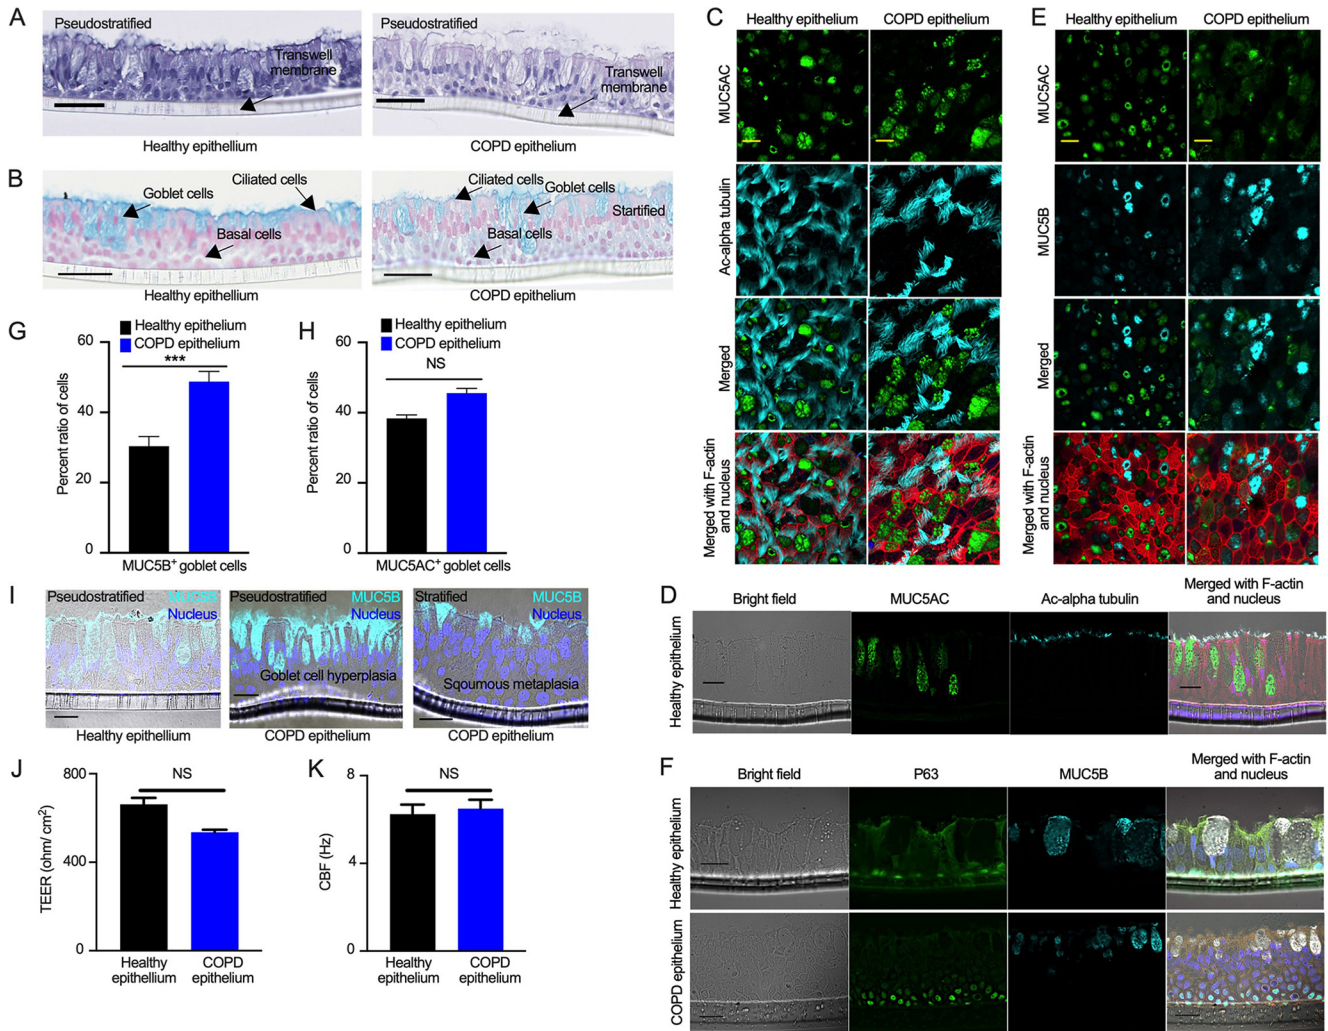 A
Pseudostratified
Transwell
membrane
Healthy epithellium
Pseudostratified
Transwell
membrane
COPD epithelium
B
Goblet cells
Ciliated cells
Basal cells
Healthy epithellium
Ciliated cells
Goblet cells
Startified
Basal cells
COPD epithelium
C
Healthy epithelium
COPD epithelium
MUC5AC
Ac-alpha tubulin
Merged
Merged with F-actin
and nucleus
E
Healthy epithelium
COPD epithelium
MUC5AC
MUC5B
Merged
Merged with F-actin
and nucleus
G
Healthy epithelium
COPD epithelium
***
Percent ratio of cells
60
40
20
0
MUC5B+ goblet cells
H
Healthy epithelium
COPD epithelium
NS
Percent ratio of cells
60
40
20
0
MUC5AC+ goblet cells
I
Pseudostratified
MUC5B
Nucleus
Healthy epithellium
Pseudostratified
MUC5B
Nucleus
Goblet cell hyperplasia
COPD epithelium
Stratified
MUC5B
Nucleus
Sqoumous metaplasia
COPD epithelium
D
Bright field
MUC5AC
Ac-alpha tubulin
Merged with F-actin
and nucleus
Healthy epithelium
J
NS
TEER (ohm/ cm2)
800
400
0
Healthy
epithellium
COPD
epithelium
K
NS
CBF (Hz)
8
4
0
Healthy
epithellium
COPD
epithelium
F
Bright field
P63
MUC5B
Merged with F-actin
and nucleus
Healthy epithelium
COPD epithelium